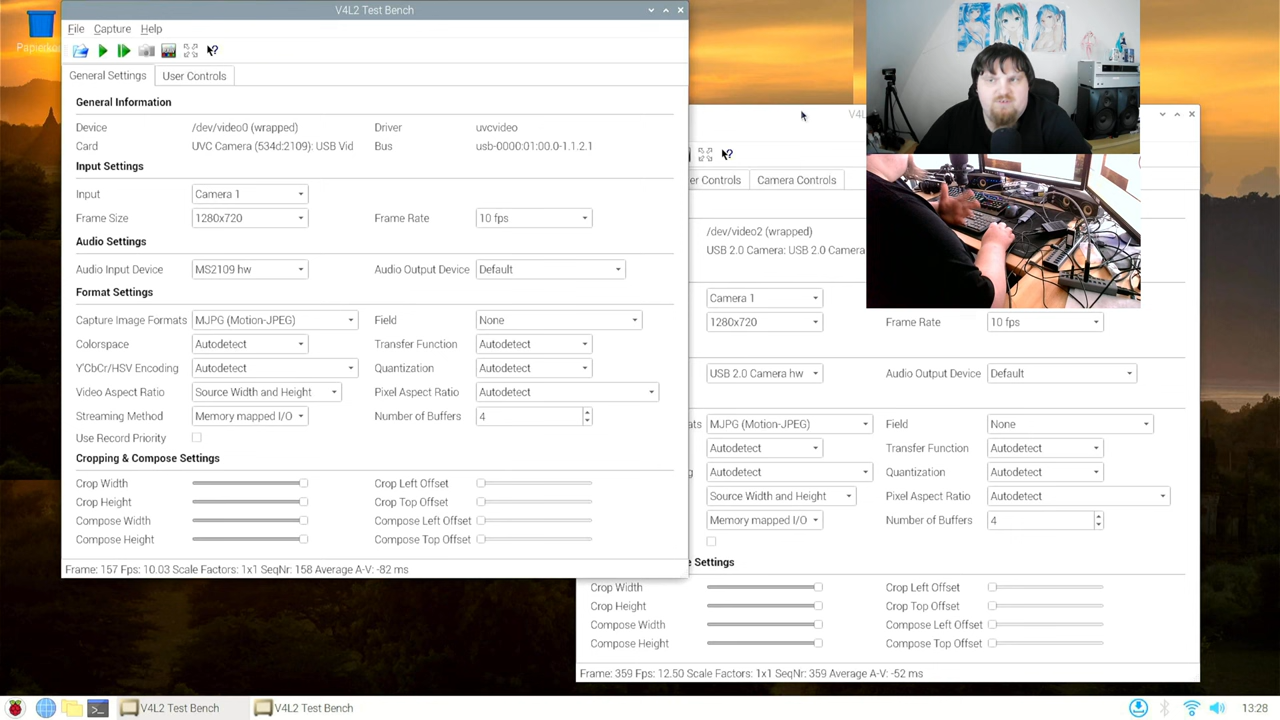 Papierko
V4L2 Test Bench
File Capture Help
General Settings User Controls
General Information
Device /dev/video0 (wrapped) Driver uvcvideo
Card UVC Camera (534d:2109): USB Vid Bus usb-0000:01:00.0-1.1.2.1
Input Settings
Input Camera 1
Frame Size 1280x720 Frame Rate 10 fps
Audio Settings
Audio Input Device MS2109 hw Audio Output Device Default
Format Settings
Capture Image Formats MJPG (Motion-JPEG) Field None
Colorspace Autodetect Transfer Function Autodetect
Y'CbCr/HSV Encoding Autodetect Quantization Autodetect
Video Aspect Ratio Source Width and Height Pixel Aspect Ratio Autodetect
Streaming Method Memory mapped I/O Number of Buffers 4
Use Record Priority
Cropping & Compose Settings
Crop Width Crop Left Offset
Crop Height Crop Top Offset
Compose Width Compose Left Offset
Compose Height Compose Top Offset
Frame: 157 Fps: 10.03 Scale Factors: 1x1 SeqNr: 158 Average A-V: -82 ms
V4L
er Controls Camera Controls
/dev/video2 (wrapped)
USB 2.0 Camera: USB 2.0 Camera
Camera 1
1280x720 Frame Rate 10 fps
USB 2.0 Camera hw Audio Output Device Default
ats MJPG (Motion-JPEG) Field None
Autodetect Transfer Function Autodetect
g Autodetect Quantization Autodetect
Source Width and Height Pixel Aspect Ratio Autodetect
Memory mapped I/O Number of Buffers 4
e Settings
Crop Width Crop Left Offset
Crop Height Crop Top Offset
Compose Width Compose Left Offset
Compose Height Compose Top Offset
Frame: 359 Fps: 12.50 Scale Factors: 1x1 SeqNr: 359 Average A-V: -52 ms
V4L2 Test Bench V4L2 Test Bench 13:28